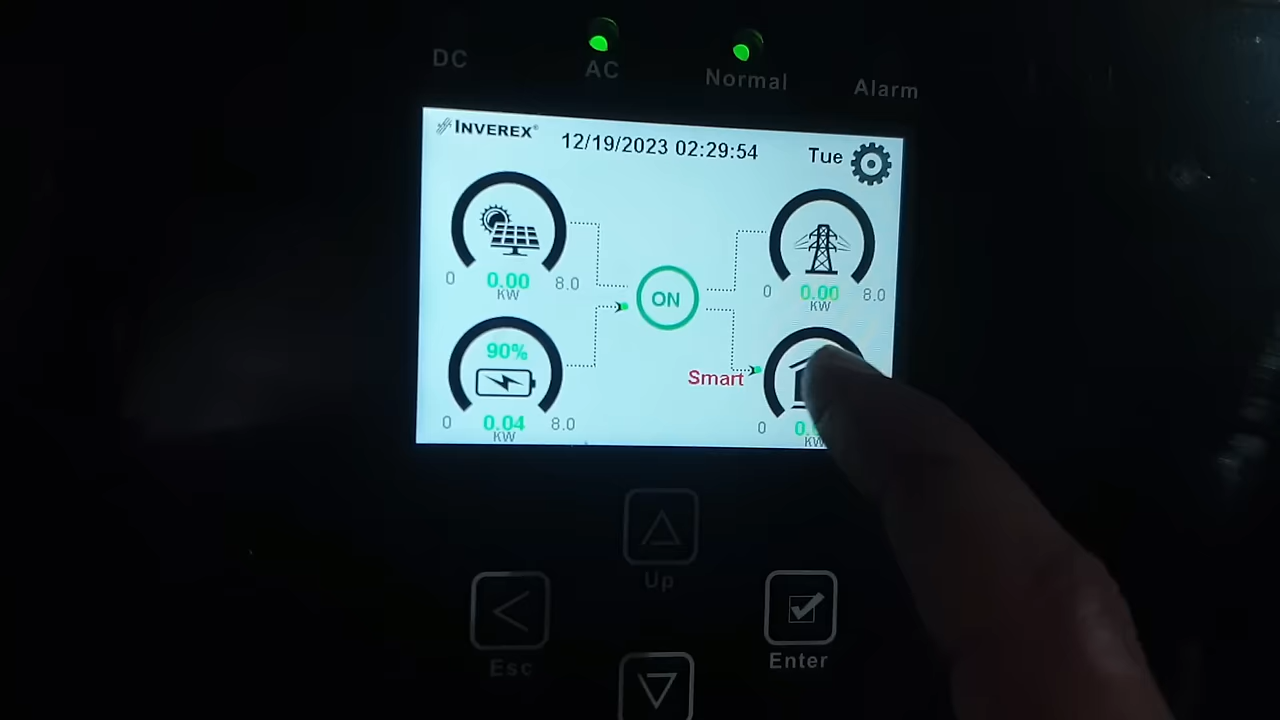 DC
AC
Normal
Alarm
INVEREX®
12/19/2023 02:29:54
Tue
0
0.00
KW
8.0
ON
0
0.00
KW
8.0
90%
0
0.04
KW
8.0
Smart
0
KW
Up
Esc
Enter